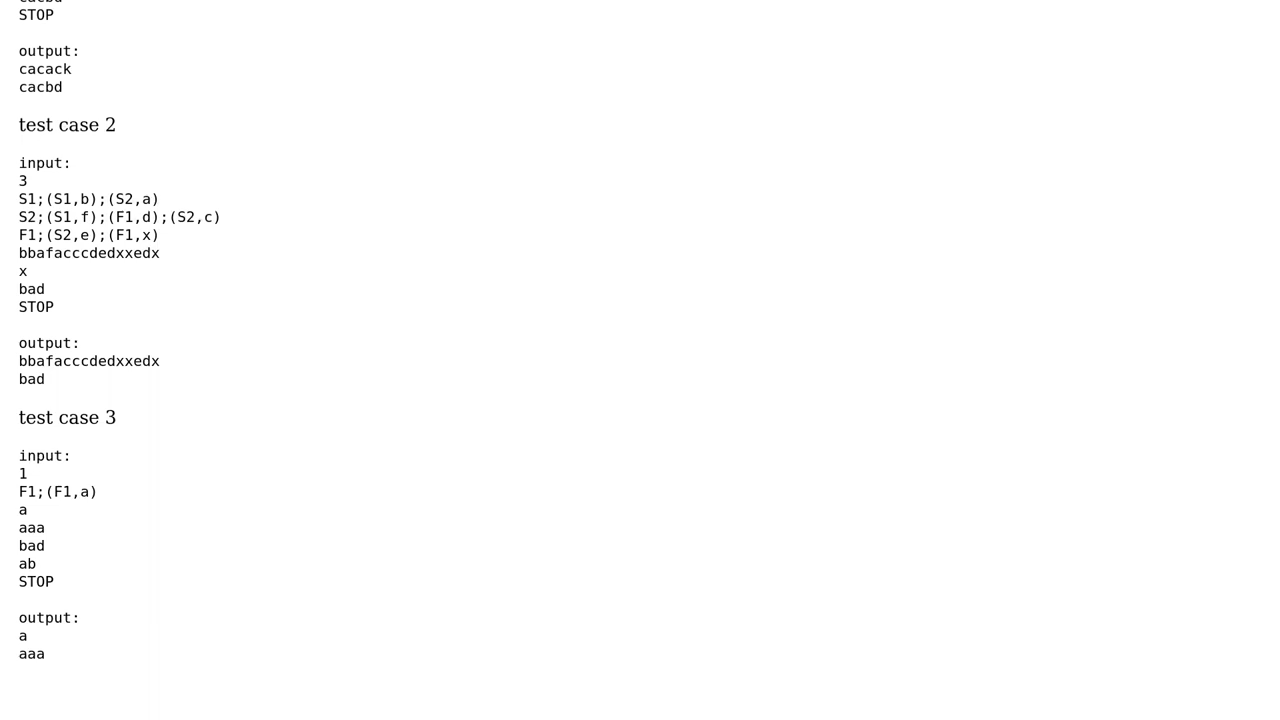 STOP
output:
cacack
cacbd
test case 2
input:
3
S1;(S1,b);(S2,a)
S2;(S1,f);(F1,d);(S2,c)
F1;(S2,e);(F1,x)
bbafacccdedxxedx
x
bad
STOP
output:
bbafacccdedxxedx
bad
test case 3
input:
1
F1;(F1,a)
a
aaa
bad
ab
STOP
output:
a
aaa